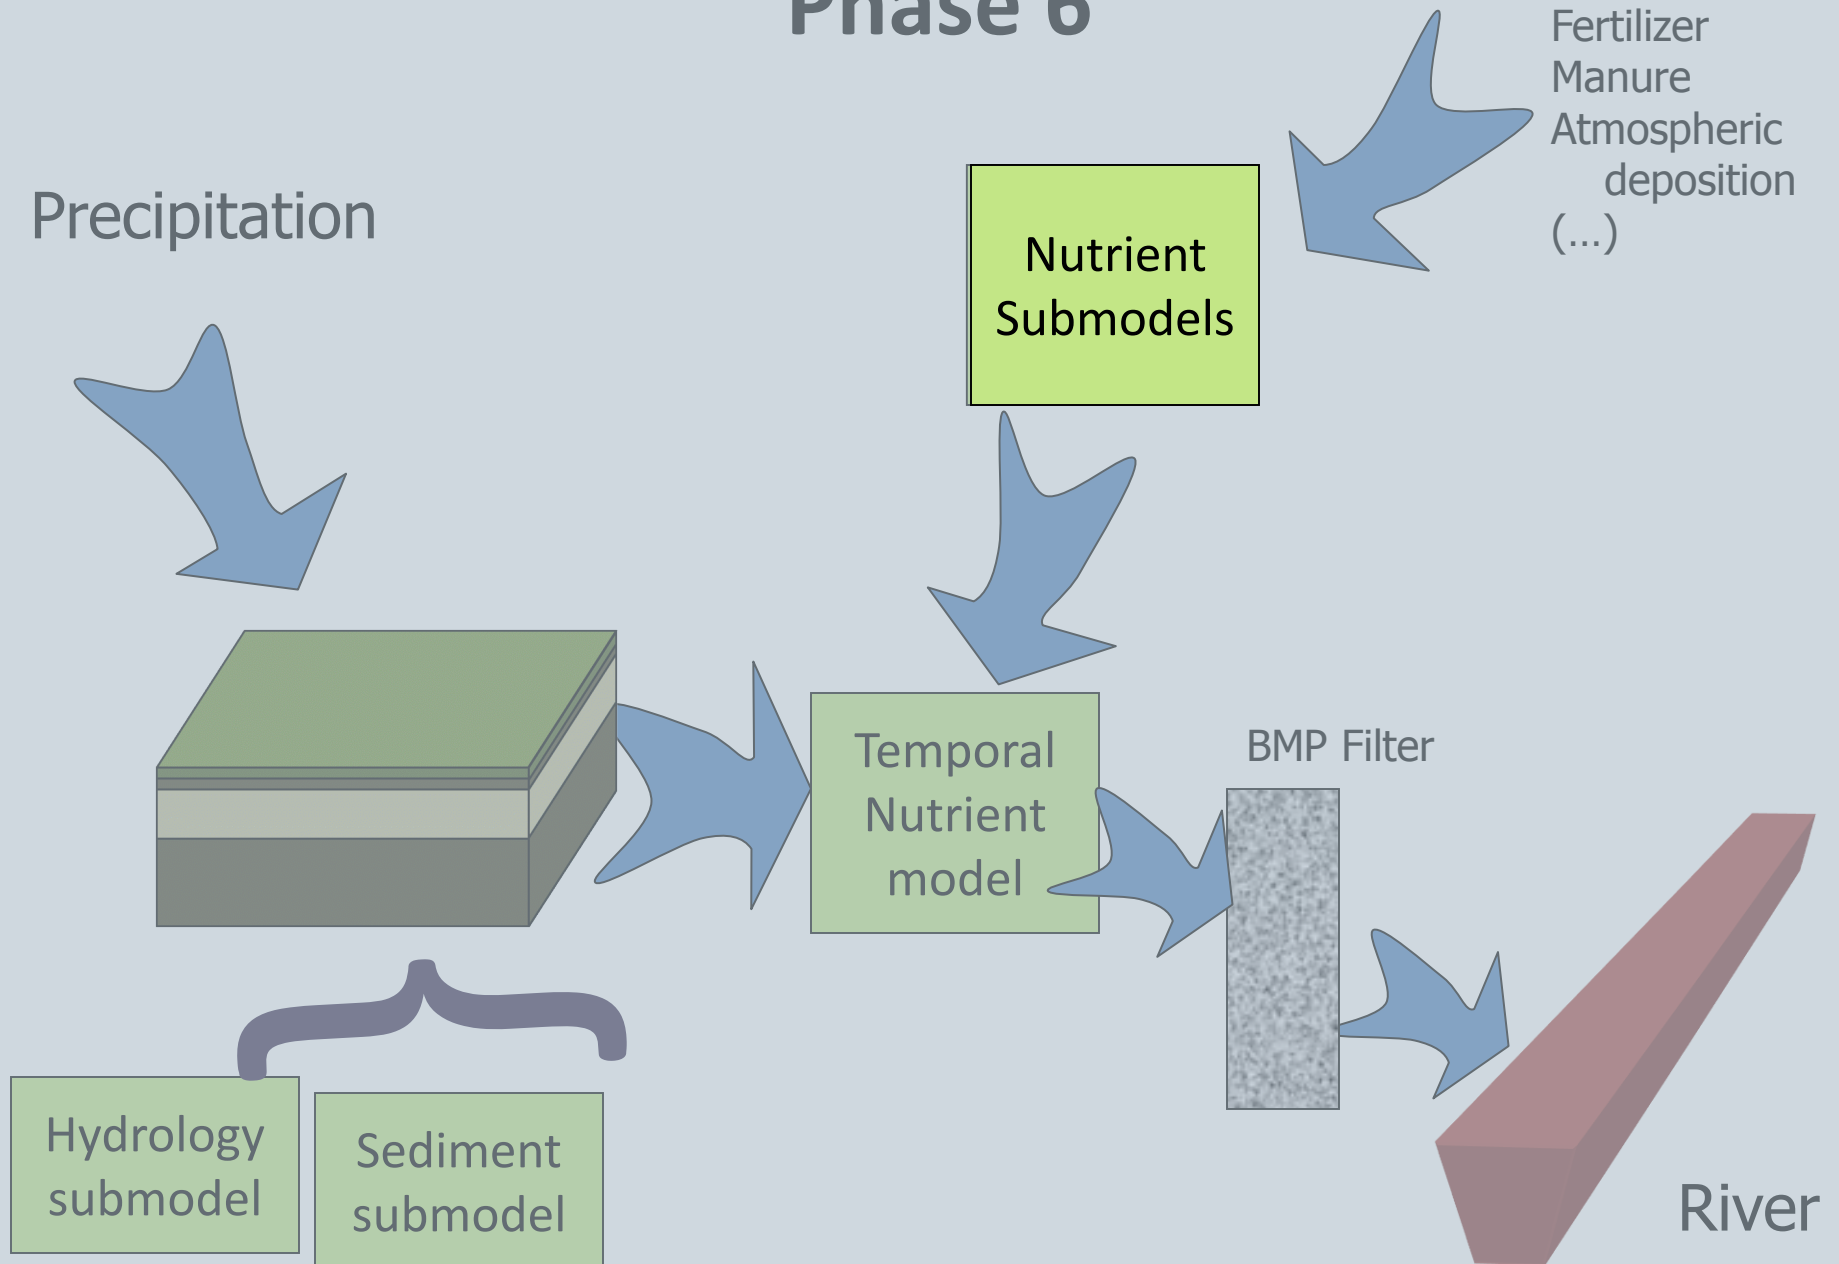 Phase 6
Fertilizer
Manure
Atmospheric
deposition
(...)
Precipitation
Nutrient
Submodels
Temporal
Nutrient
model
BMP Filter
Hydrology
submodel
Sediment
submodel
River